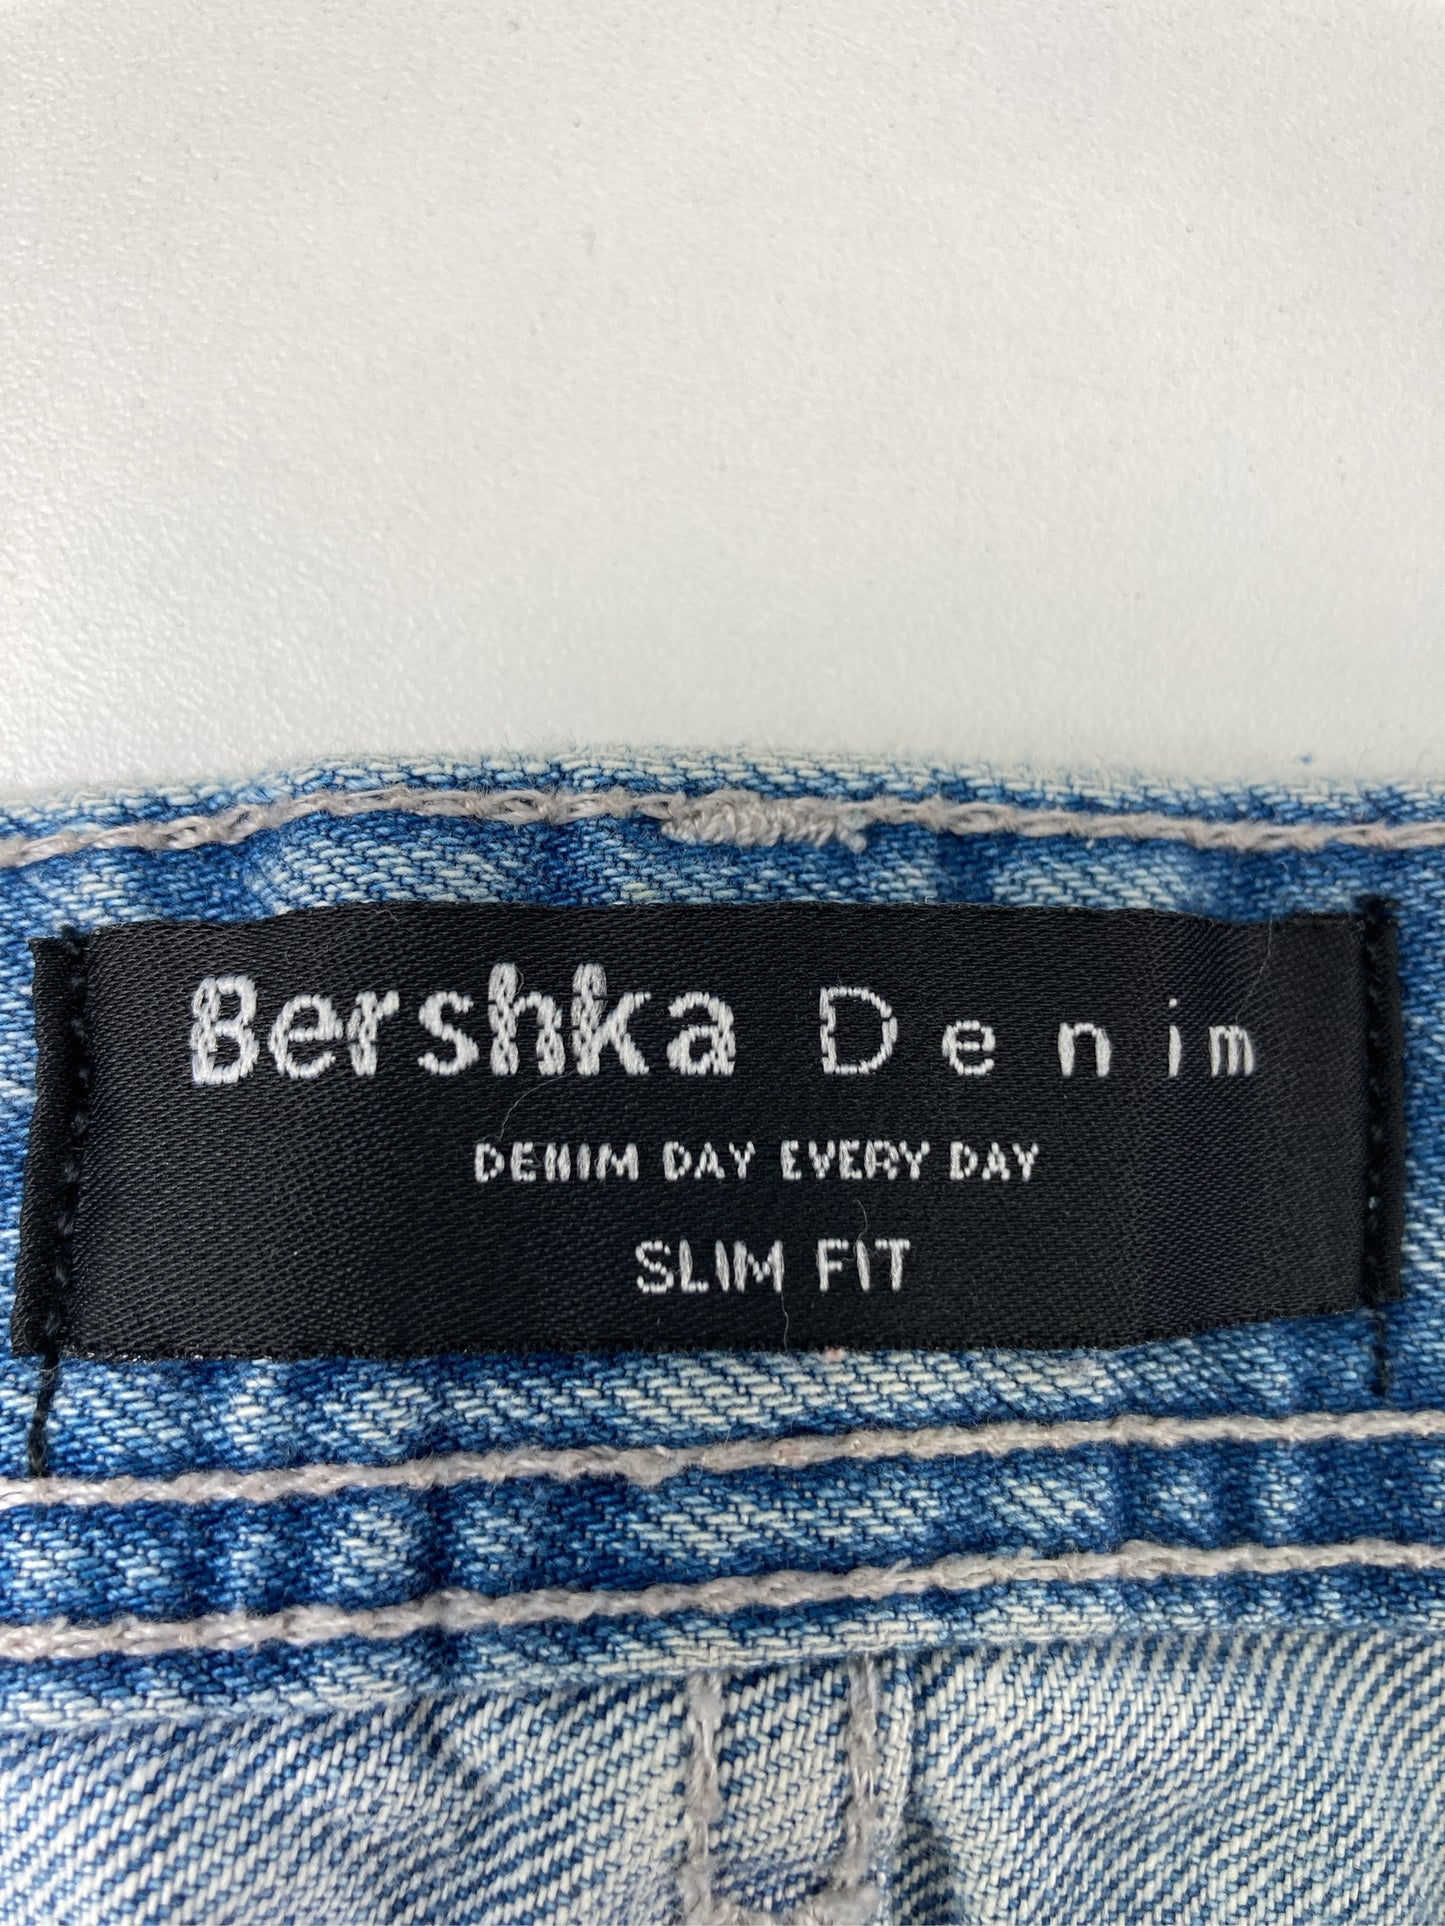 Bershka Denim
DENIM DAY EVERY DAY
SLIM FIT